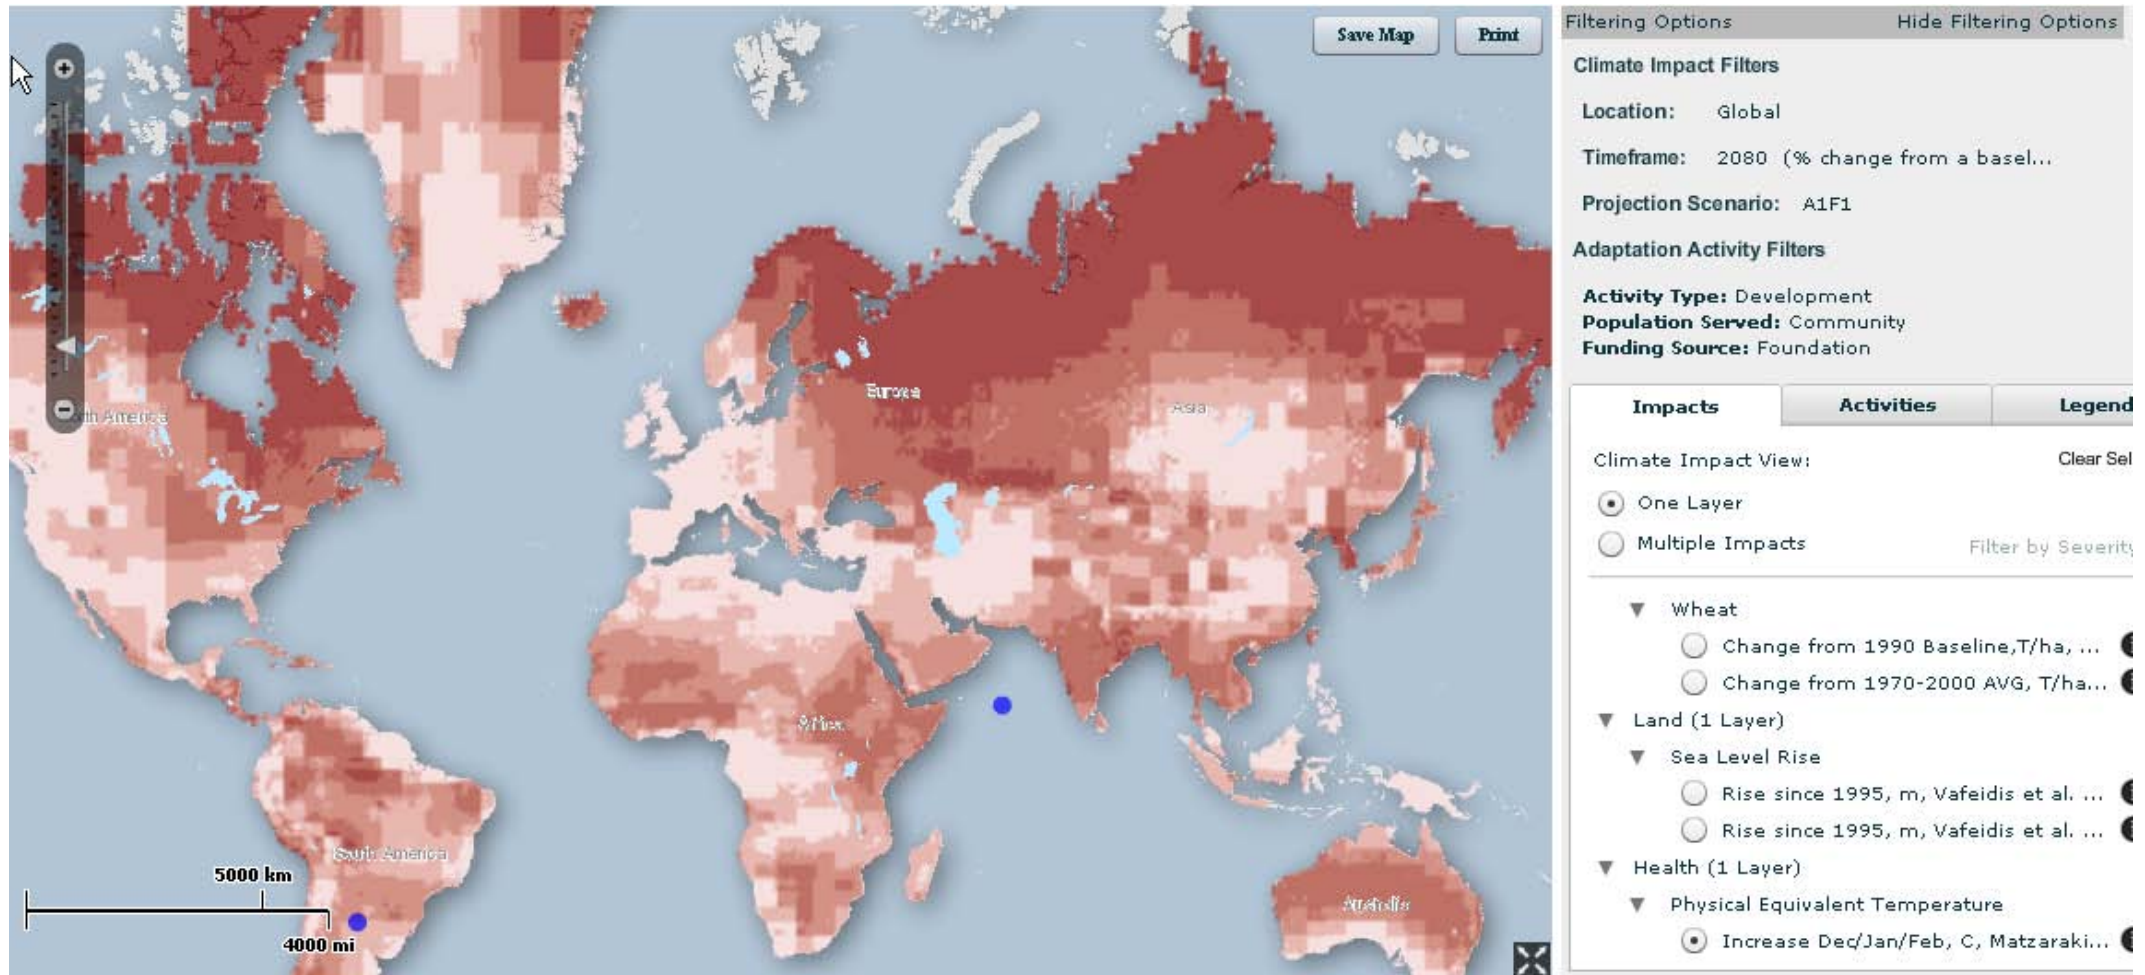 Save Map
Print
North America
Europe
Asia
Africa
South America
Australia
5000 km
4000 mi
Filtering Options
Hide Filtering Options
Climate Impact Filters
Location: Global
Timeframe: 2080 (% change from a basel...
Projection Scenario: A1F1
Adaptation Activity Filters
Activity Type: Development
Population Served: Community
Funding Source: Foundation
Impacts
Activities
Legend
Climate Impact View:
Clear Sel
One Layer
Multiple Impacts
Filter by Severity
Wheat
Change from 1990 Baseline,T/ha, ...
Change from 1970-2000 AVG, T/ha...
Land (1 Layer)
Sea Level Rise
Rise since 1995, m, Vafeidis et al. ...
Rise since 1995, m, Vafeidis et al. ...
Health (1 Layer)
Physical Equivalent Temperature
Increase Dec/Jan/Feb, C, Matzaraki...